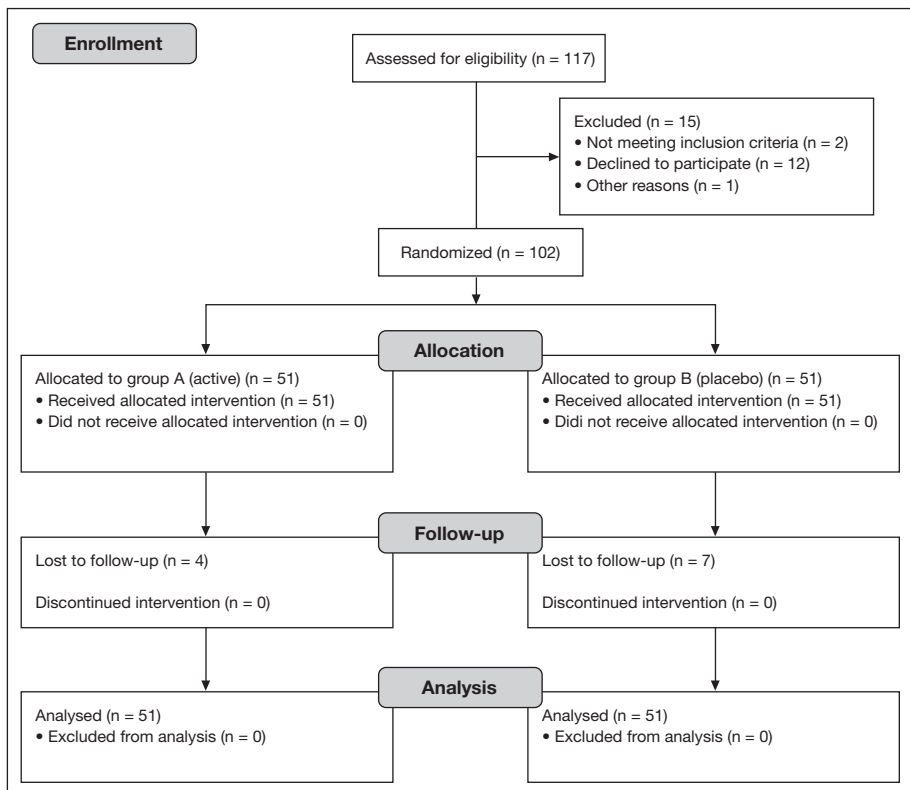 Enrollment
Assessed for eligibility (n = 117)
Excluded (n = 15)
• Not meeting inclusion criteria (n = 2)
• Declined to participate (n = 12)
• Other reasons (n = 1)
Randomized (n = 102)
Allocation
Allocated to group A (active) (n = 51)
• Received allocated intervention (n = 51)
• Did not receive allocated intervention (n = 0)
Allocated to group B (placebo) (n = 51)
• Received allocated intervention (n = 51)
• Didi not receive allocated intervention (n = 0)
Follow-up
Lost to follow-up (n = 4)
Discontinued intervention (n = 0)
Lost to follow-up (n = 7)
Discontinued intervention (n = 0)
Analysis
Analysed (n = 51)
• Excluded from analysis (n = 0)
Analysed (n = 51)
• Excluded from analysis (n = 0)